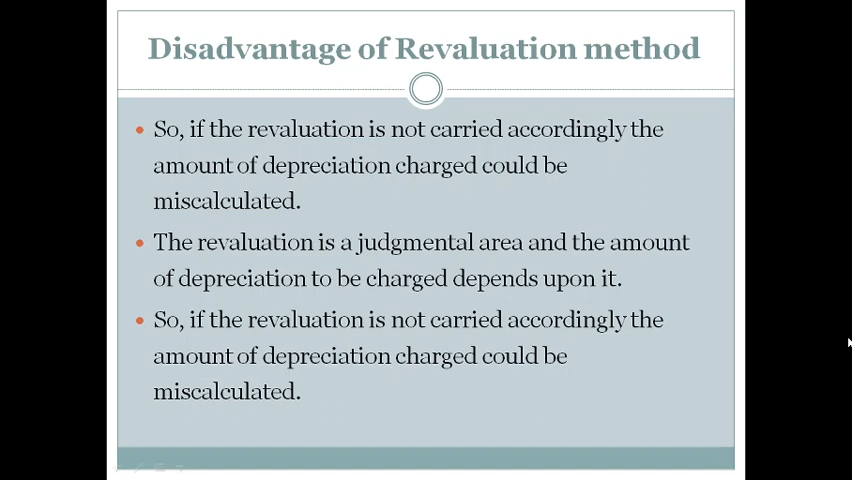 Disadvantage of Revaluation method
So, if the revaluation is not carried accordingly the
amount of depreciation charged could be
miscalculated.
The revaluation is a judgmental area and the amount
of depreciation to be charged depends upon it.
So, if the revaluation is not carried accordingly the
amount of depreciation charged could be
miscalculated.